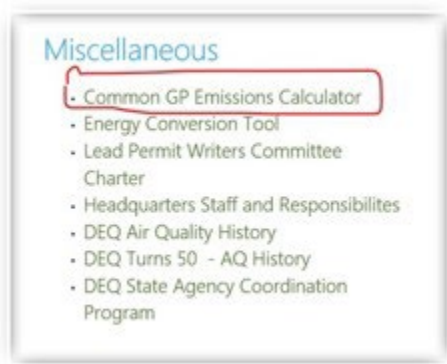 Miscellaneous
• Common GP Emissions Calculator
• Energy Conversion Tool
• Lead Permit Writers Committee
Charter
• Headquarters Staff and Responsibilites
• DEQ Air Quality History
• DEQ Turns 50 - AQ History
• DEQ State Agency Coordination
Program